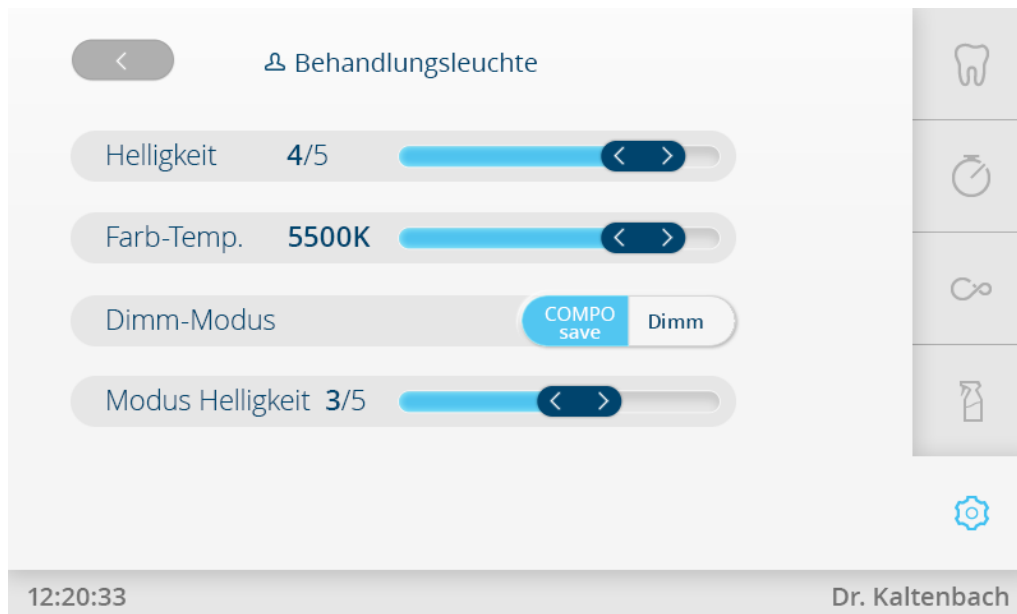 Behandlungsleuchte
Helligkeit 4/5
Farb-Temp. 5500K
Dimm-Modus COMPO save Dimm
Modus Helligkeit 3/5
12:20:33 Dr. Kaltenbach